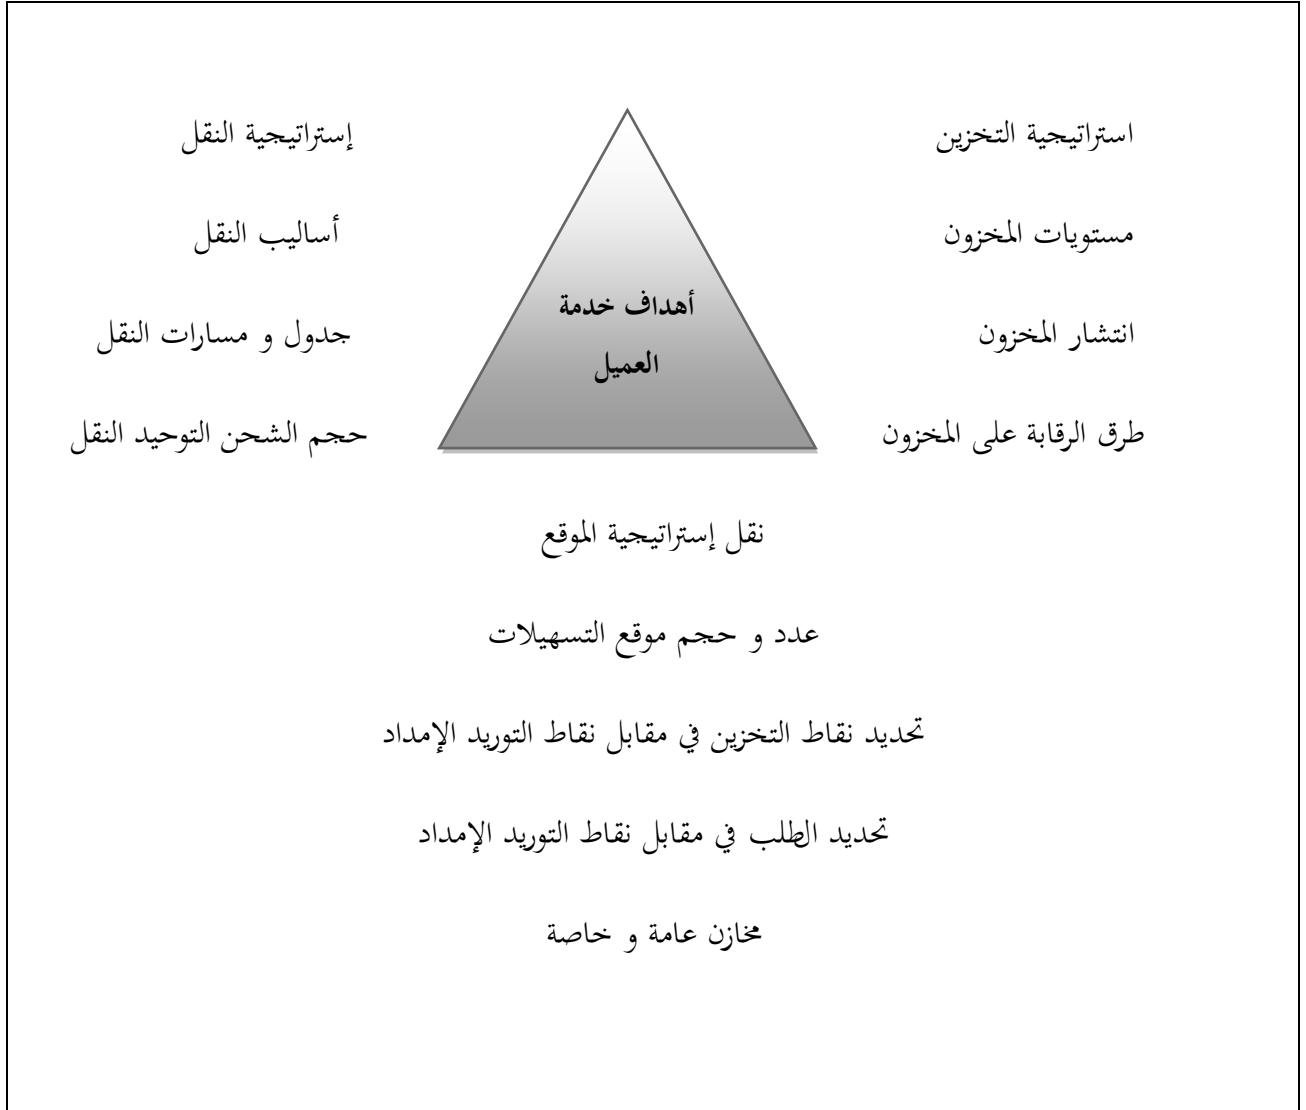 استراتيجية التخزين
إستراتيجية النقل
مستويات المخزون
أساليب النقل
أهداف خدمة
انتشار المخزون
جدول و مسارات النقل
العميل
طرق الرقابة على المخزون
حجم الشحن التوحيد النقل
نقل إستراتيجية الموقع
عدد و حجم موقع التسهيلات
تحديد نقاط التخزين في مقابل نقاط التوريد الإمداد
تحديد الطلب في مقابل نقاط التوريد الإمداد
مخازن عامة و خاصة